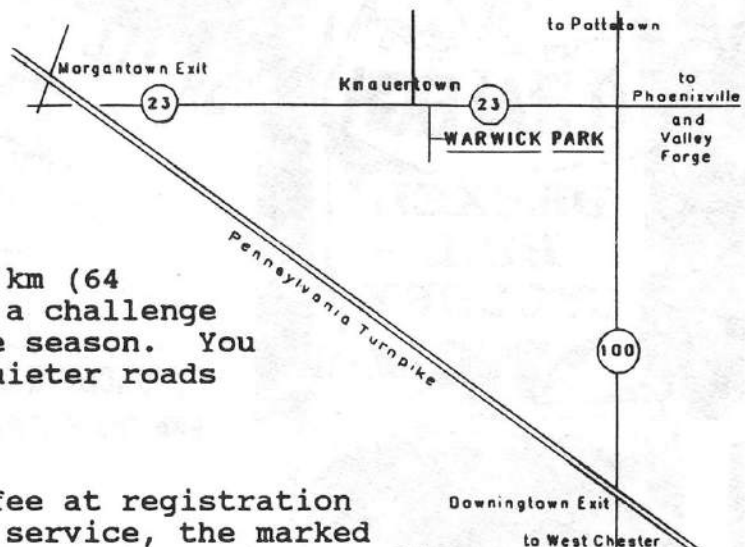 to Pottstown
Morgantown Exit
Knauertown
to
Phoenixville
and
Valley
Forge
23
23
WARWICK PARK
Pennsylvania Turnpike
km (64
a challenge
e season. You
uieter roads
100
fee at registration
service, the marked
Downingtown Exit
to West Chester